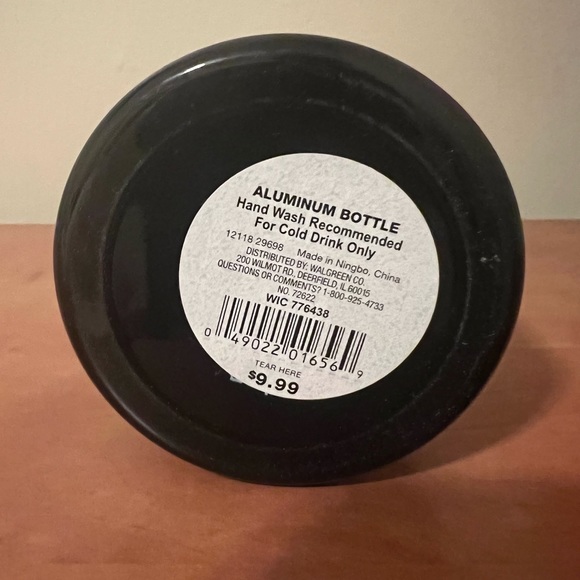 ALUMINUM BOTTLE
Hand Wash Recommended
For Cold Drink Only
12118 29698 Made in Ningbo, China
DISTRIBUTED BY: WALGREEN CO.
200 WILMOT RD., DEERFIELD, IL 60015
QUESTIONS OR COMMENTS? 1-800-925-4733
NO. 72622
WIC 776438
0 49022 01656 9
TEAR HERE
$9.99